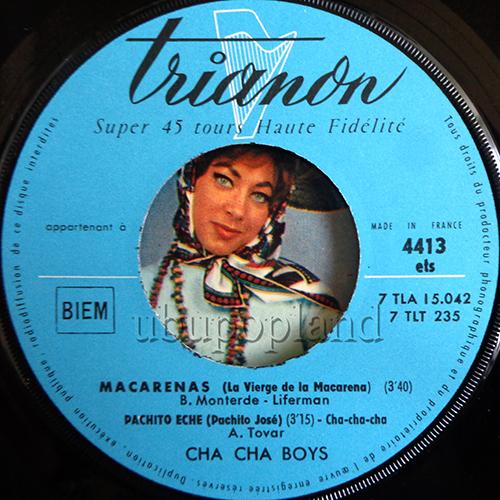 trianon
Super 45 tours Haute Fidélité
Tous droits du producteur phonographique
et du propriétaire de l'œuvre enregistrée réservés. Duplication, exécution publique, radiodiffusion de ce disque interdites
appartenant à
MADE IN FRANCE
4413
ets
BIEM
7 TLA 15.042
7 TLT 235
ubupopland
MACARENAS (La Vierge de la Macarena) (3'40)
B. Monterde - Liferman
PACHITO ECHE (Pachito José) (3'15) - Cha-cha-cha
A. Tovar
CHA CHA BOYS